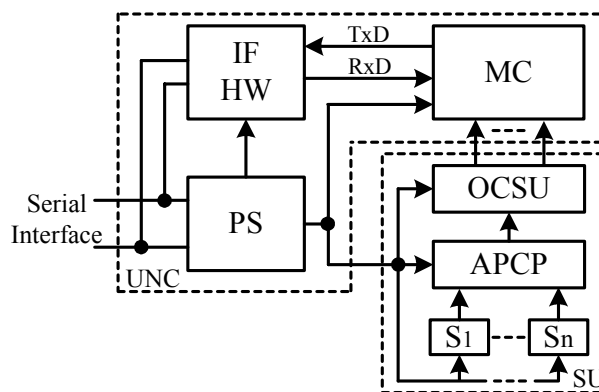 IF
HW
TxD
RxD
MC
Serial
Interface
PS
UNC
OCSU
APCP
S1
Sn
SU